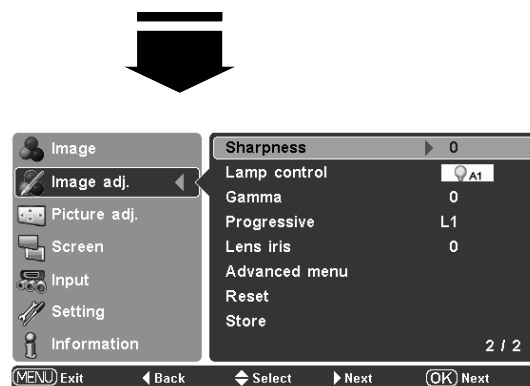 Image
Image adj.
Picture adj.
Screen
Input
Setting
Information
Sharpness 0
Lamp control A1
Gamma 0
Progressive L1
Lens iris 0
Advanced menu
Reset
Store
2 / 2
MENU Exit Back Select Next OK Next